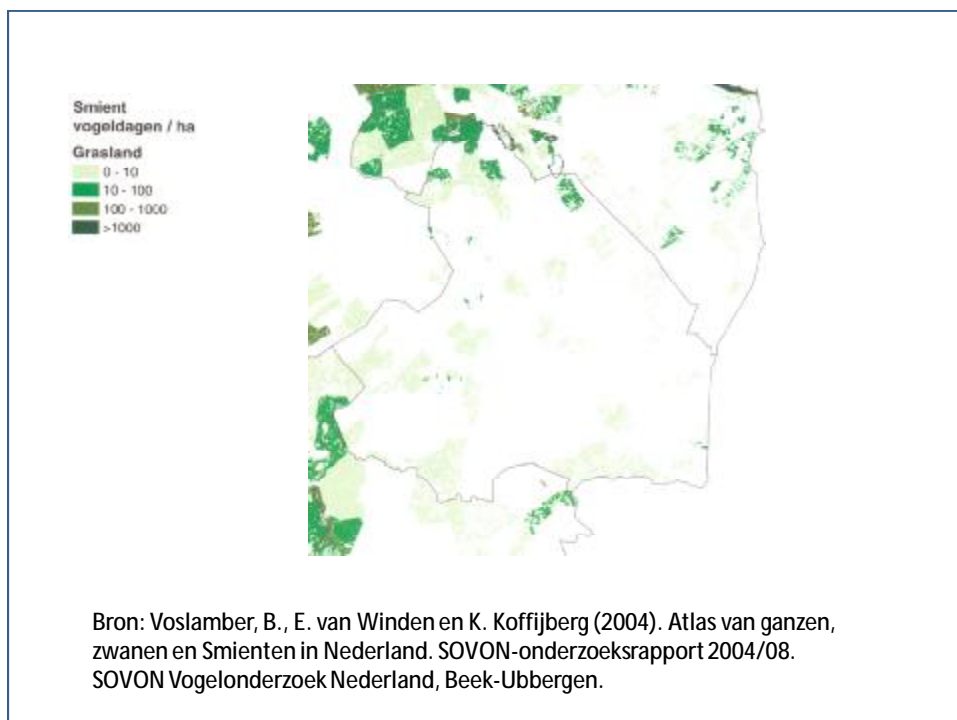 Smient
vogeldagen / ha
Grasland
0 - 10
10 - 100
100 - 1000
>1000
Bron: Voslamber, B., E. van Winden en K. Koffijberg (2004). Atlas van ganzen,
zwanen en Smienten in Nederland. SOVON-onderzoeksrapport 2004/08.
SOVON Vogelonderzoek Nederland, Beek-Ubbergen.